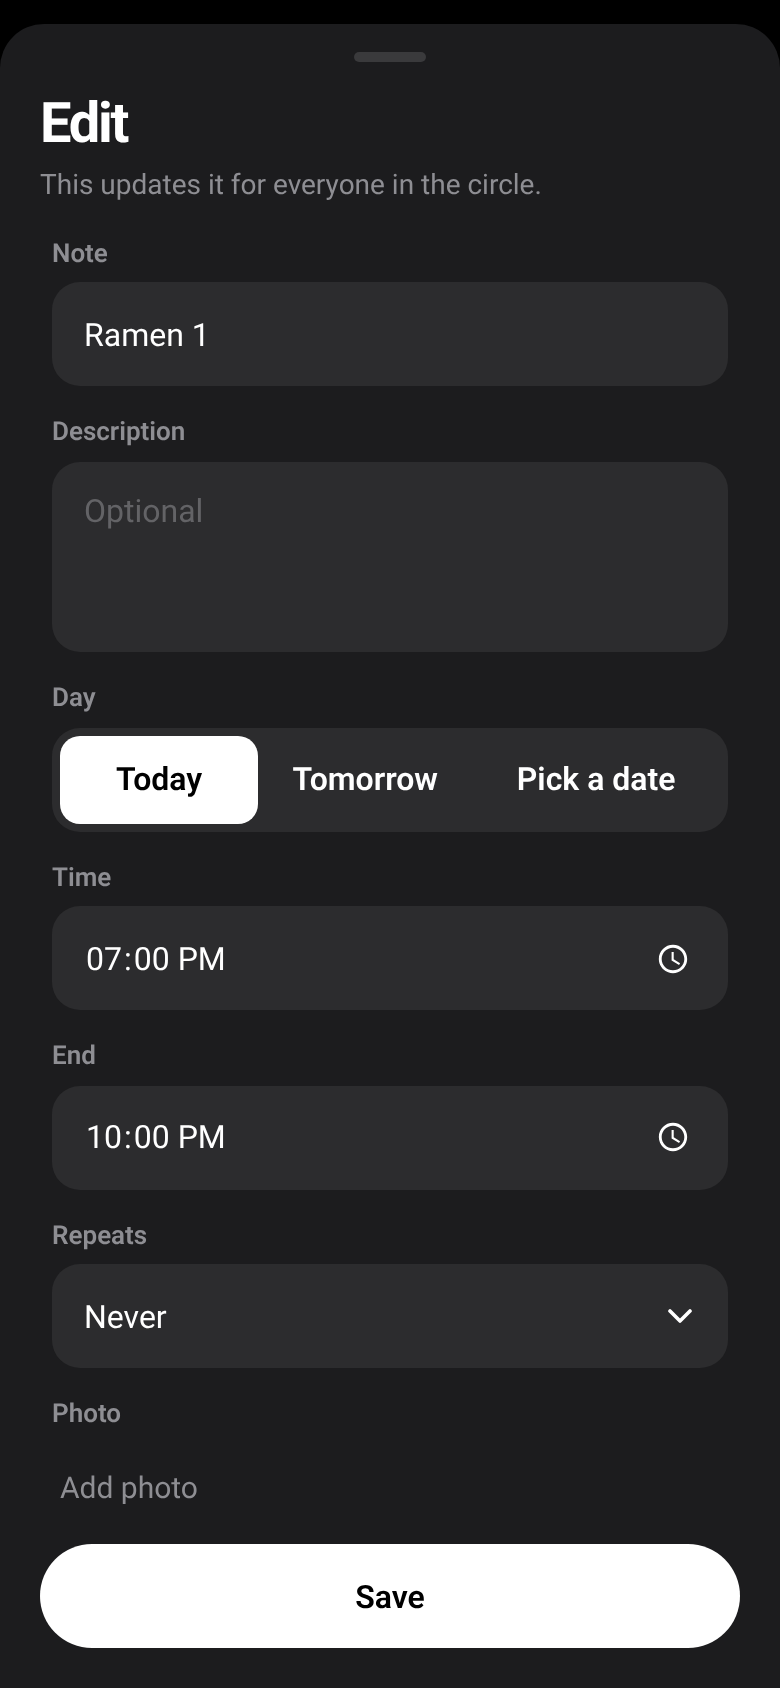 Edit
This updates it for everyone in the circle.
Note
Ramen 1
Description
Optional
Day
Today Tomorrow Pick a date
Time
07:00 PM
End
10:00 PM
Repeats
Never
Photo
Add photo
Save